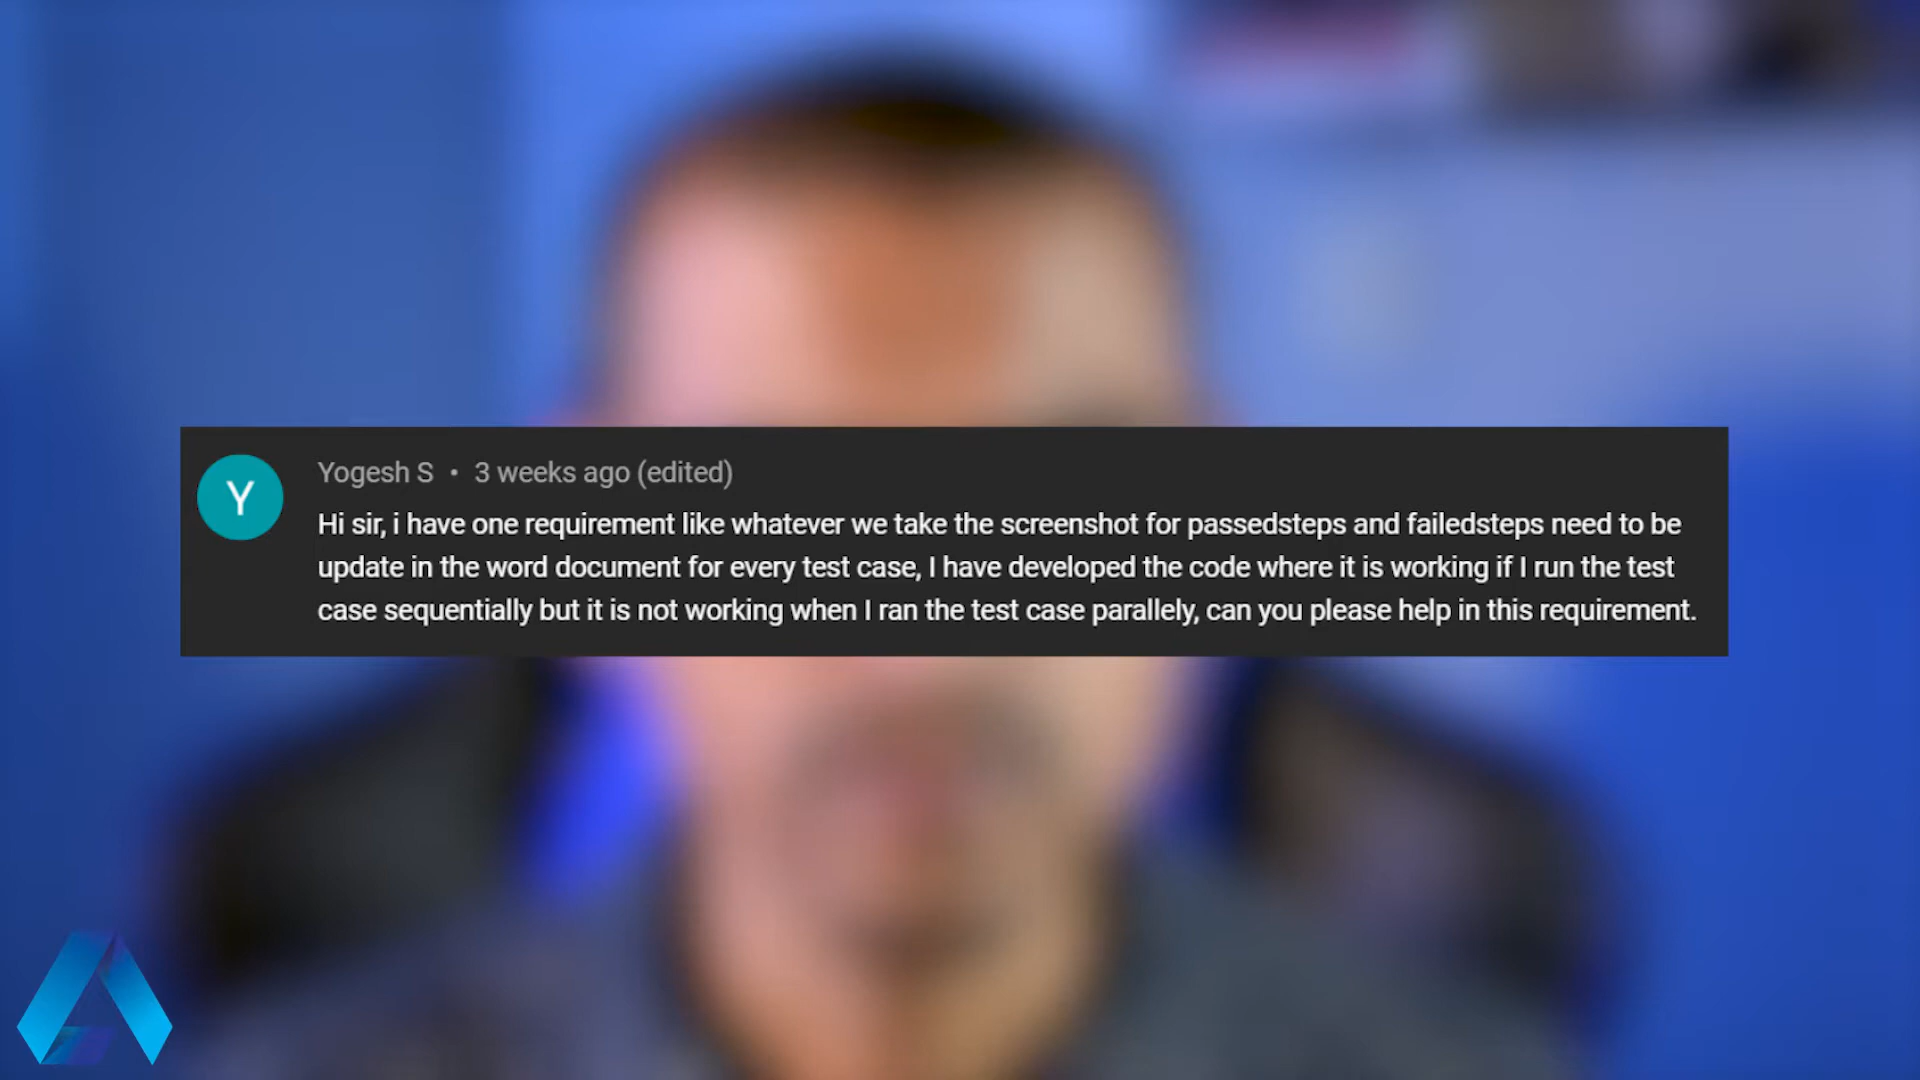 Y
Yogesh S • 3 weeks ago (edited)
Hi sir, i have one requirement like whatever we take the screenshot for passedsteps and failedsteps need to be
update in the word document for every test case, I have developed the code where it is working if I run the test
case sequentially but it is not working when I ran the test case parallely, can you please help in this requirement.